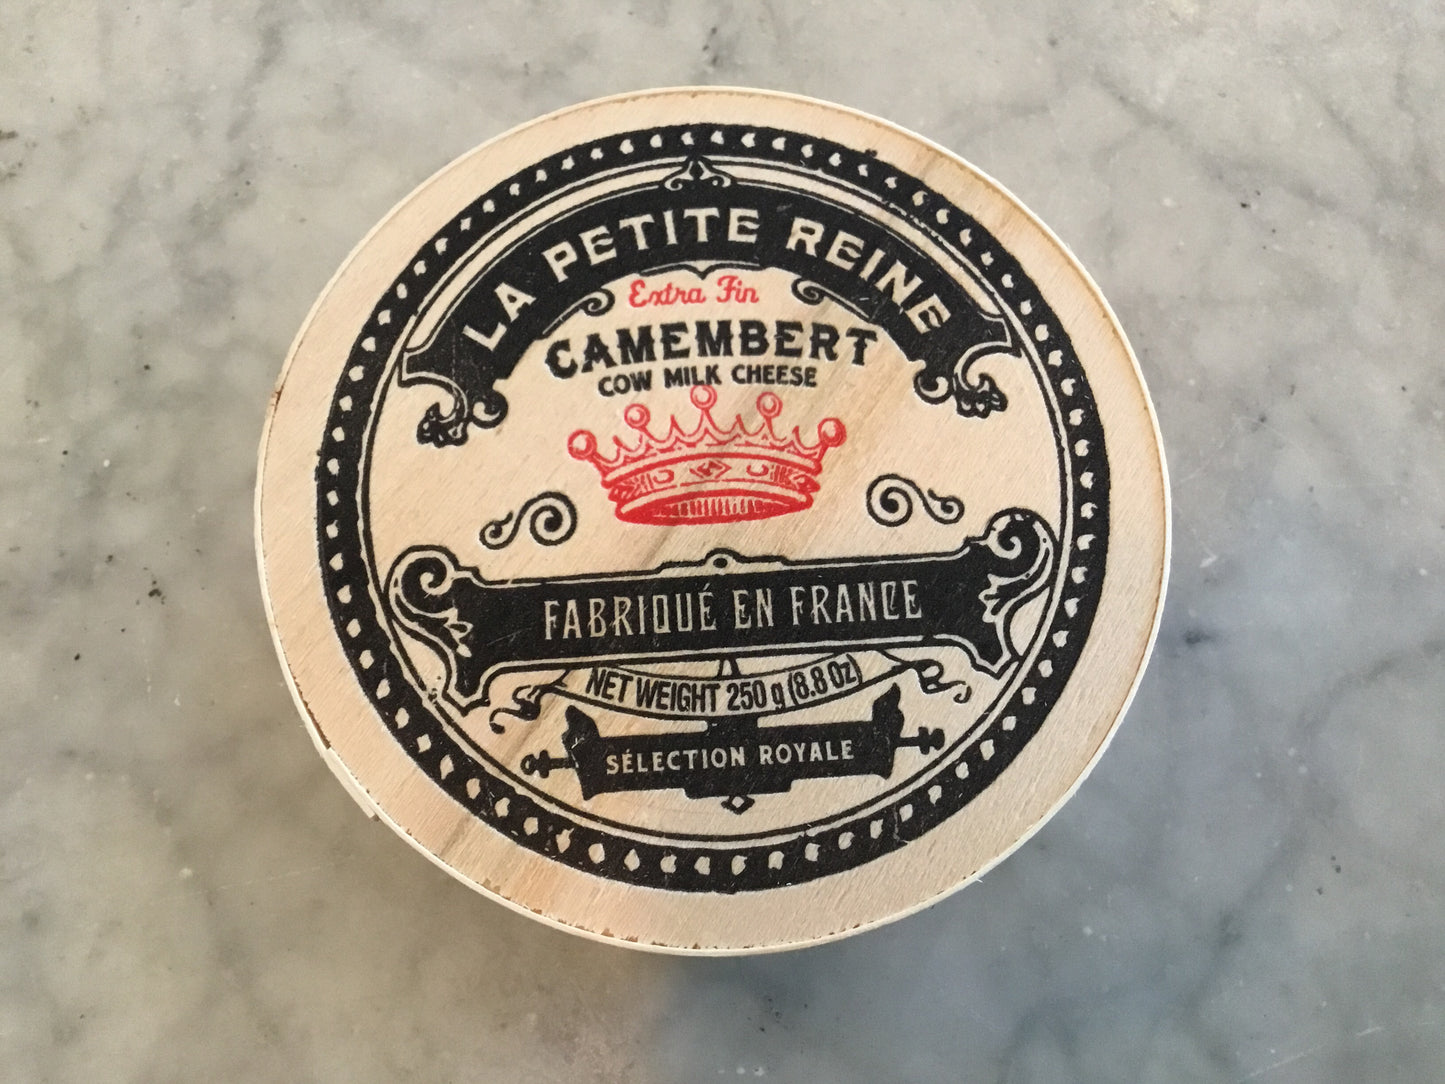 LA PETITE REINE
Extra Fin
CAMEMBERT
COW MILK CHEESE
FABRIQUÉ EN FRANCE
NET WEIGHT 250 g (8.8 Oz)
SÉLECTION ROYALE